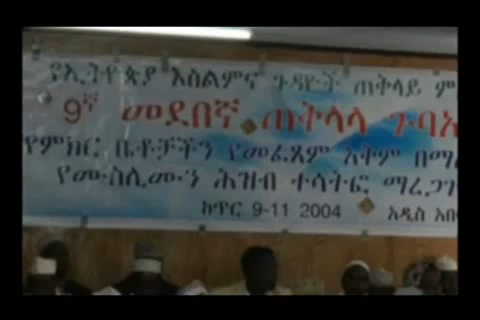 የኢትዮጵያ እስልምና ጉዳዮች ጠቅላይ ም
9ኛ መደበኛ ጠቅላላ ጉባኤ
የምክር ቤቶቻችን የመፈጸም አቅም በማ
የሙስሊሙን ሕዝብ ተሳትፎ ማረጋገ
ከጥር 9-11 2004 አዲስ አበ